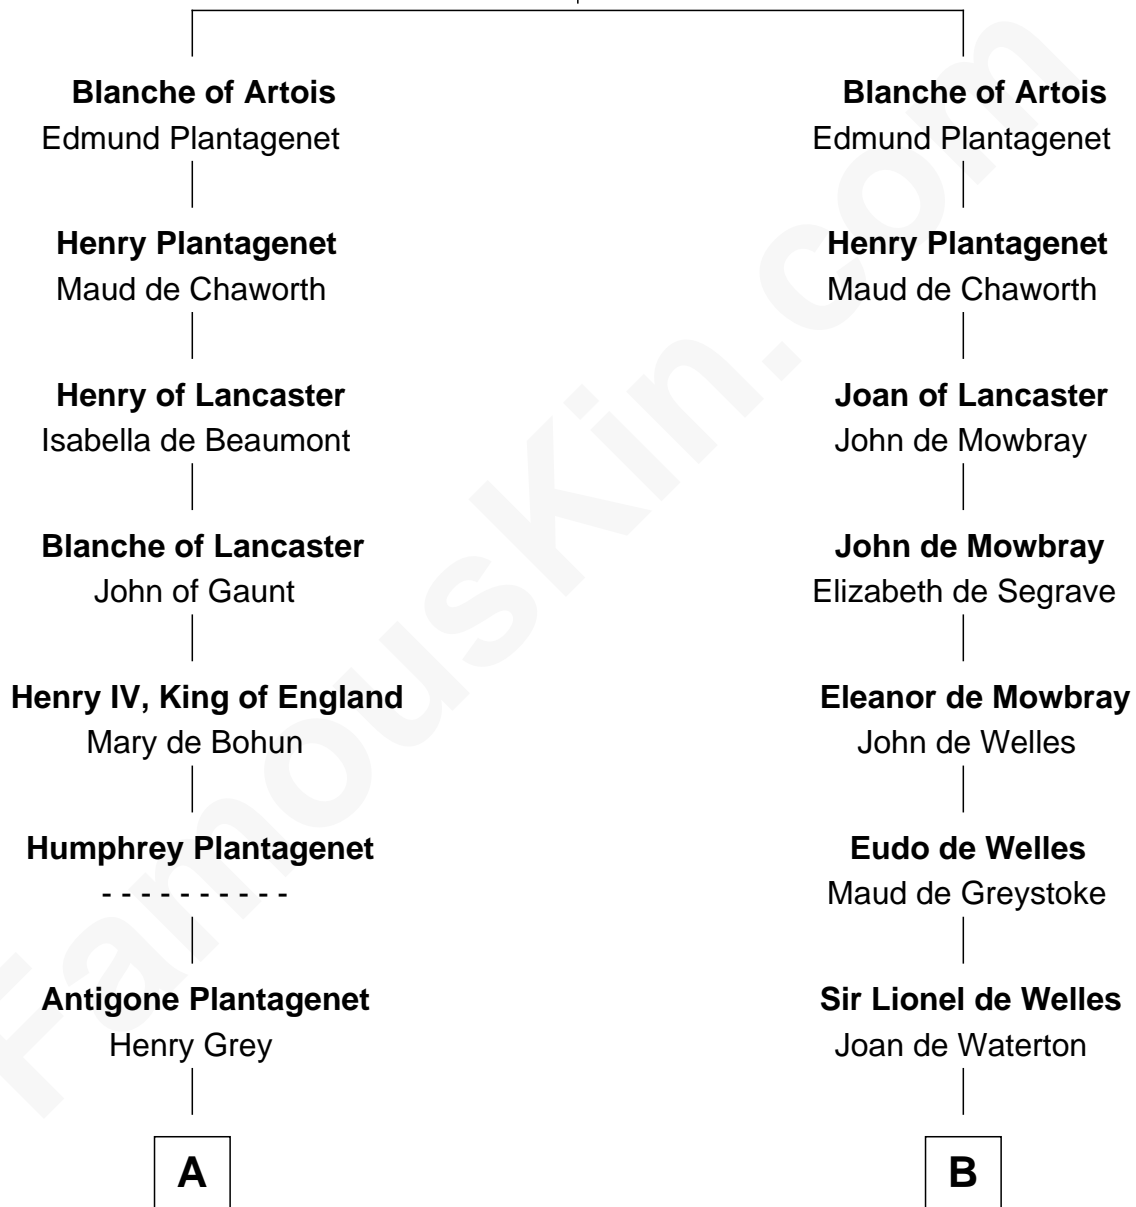 Blanche of Artois
Edmund Plantagenet
Henry Plantagenet
Maud de Chaworth
Henry of Lancaster
Isabella de Beaumont
Blanche of Lancaster
John of Gaunt
Henry IV, King of England
Mary de Bohun
Humphrey Plantagenet
- - - - - - - - - -
Antigone Plantagenet
Henry Grey
A
Blanche of Artois
Edmund Plantagenet
Henry Plantagenet
Maud de Chaworth
Joan of Lancaster
John de Mowbray
John de Mowbray
Elizabeth de Segrave
Eleanor de Mowbray
John de Welles
Eudo de Welles
Maud de Greystoke
Sir Lionel de Welles
Joan de Waterton
B
FamousKin.com